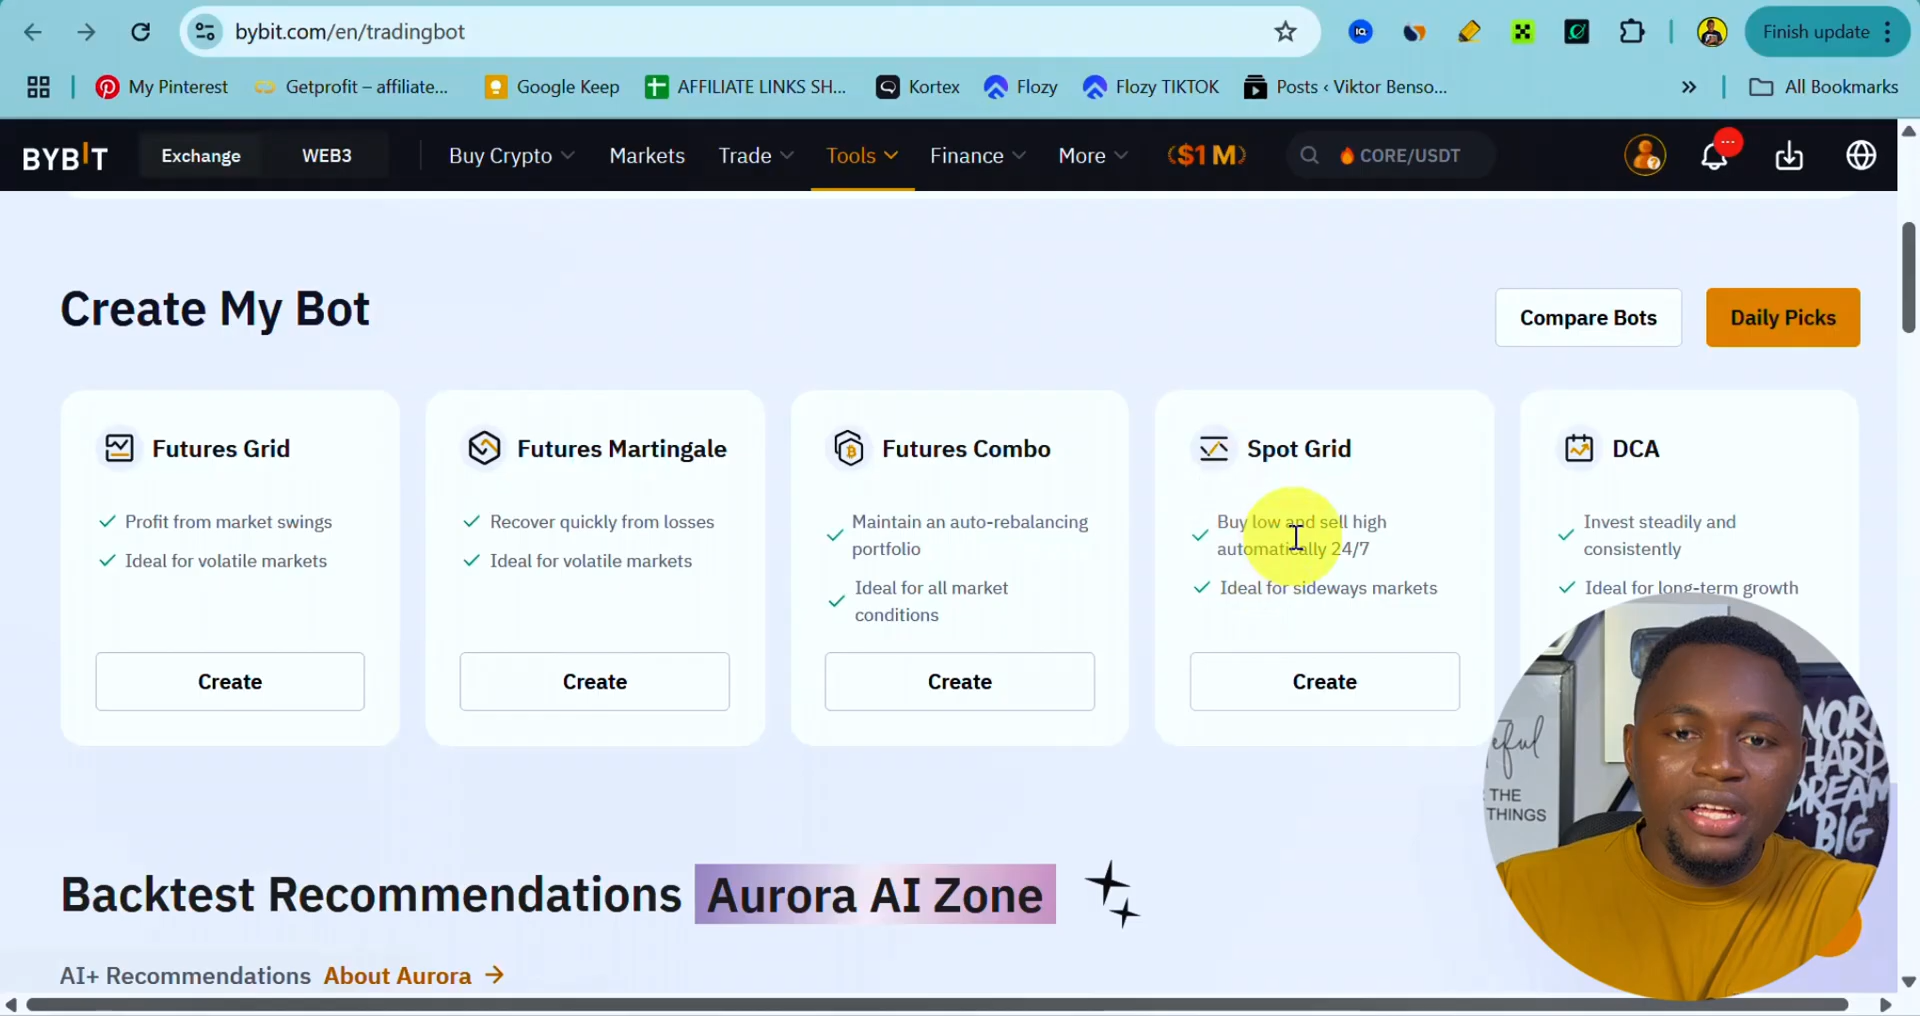 bybit.com/en/tradingbot
Finish update
My Pinterest
Getprofit – affiliate...
Google Keep
AFFILIATE LINKS SH...
Kortex
Flozy
Flozy TIKTOK
Posts ‹ Viktor Benso...
All Bookmarks
BYBIT
Exchange
WEB3
Buy Crypto
Markets
Trade
Tools
Finance
More
($1 M)
CORE/USDT
Create My Bot
Compare Bots
Daily Picks
Futures Grid
Profit from market swings
Ideal for volatile markets
Create
Futures Martingale
Recover quickly from losses
Ideal for volatile markets
Create
Futures Combo
Maintain an auto-rebalancing
portfolio
Ideal for all market
conditions
Create
Spot Grid
Buy low and sell high
automatically 24/7
Ideal for sideways markets
Create
DCA
Invest steadily and
consistently
Ideal for long-term growth
THE
THINGS
WORK
HARD
DREAM
BIG
Backtest Recommendations Aurora AI Zone
AI+ Recommendations About Aurora